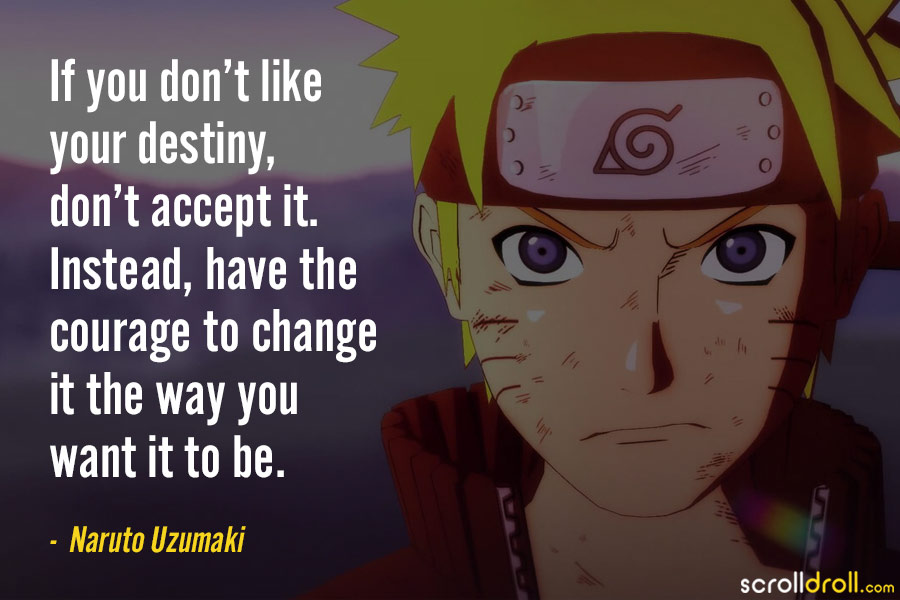 If you don’t like
your destiny,
don’t accept it.
Instead, have the
courage to change
it the way you
want it to be.
- Naruto Uzumaki
scrolldroll.com